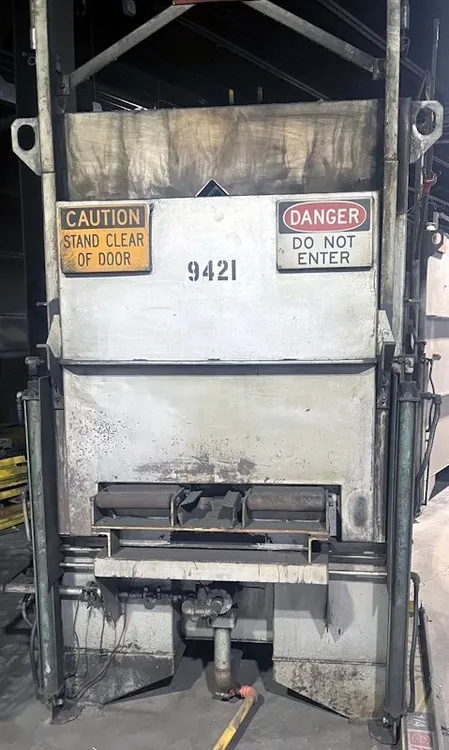 CAUTION
STAND CLEAR
OF DOOR
DANGER
DO NOT
ENTER
9421